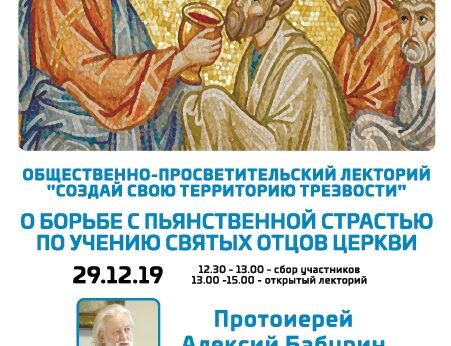 ОБЩЕСТВЕННО-ПРОСВЕТИТЕЛЬСКИЙ ЛЕКТОРИЙ
"СОЗДАЙ СВОЮ ТЕРРИТОРИЮ ТРЕЗВОСТИ"
О БОРЬБЕ С ПЬЯНСТВЕННОЙ СТРАСТЬЮ
ПО УЧЕНИЮ СВЯТЫХ ОТЦОВ ЦЕРКВИ
29.12.19
12.30 - 13.00 - сбор участников
13.00 -15.00 - открытый лекторий
Протоиерей
Алексий Бабурин